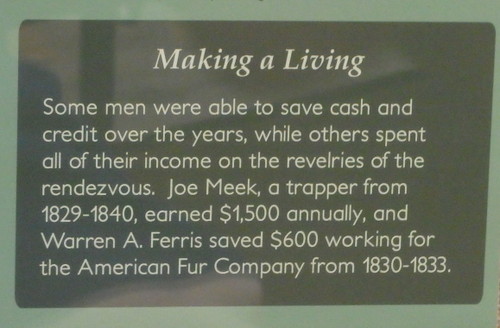 Making a Living
Some men were able to save cash and
credit over the years, while others spent
all of their income on the revelries of the
rendezvous. Joe Meek, a trapper from
1829-1840, earned $1,500 annually, and
Warren A. Ferris saved $600 working for
the American Fur Company from 1830-1833.